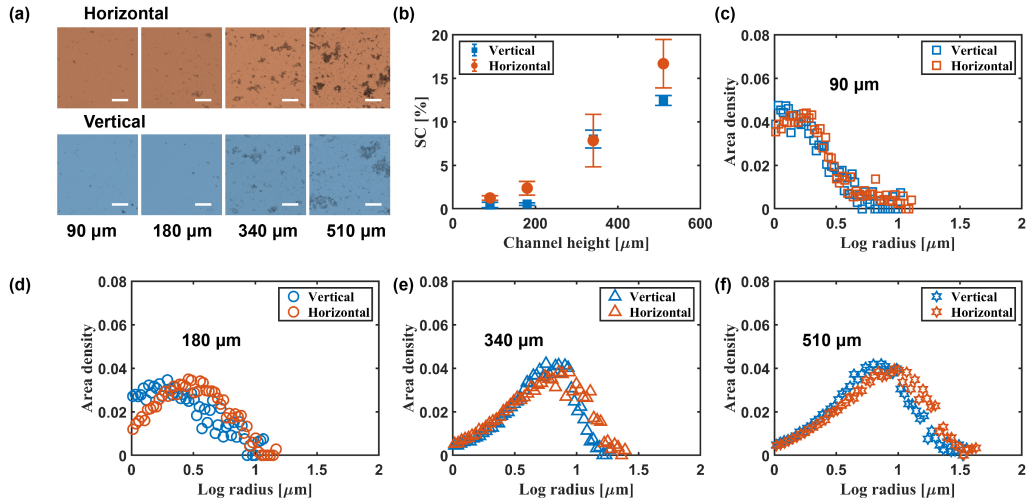 (a)
Horizontal
Vertical
90 μm 180 μm 340 μm 510 μm
(b)
20
15
10
5
0
0 200 400 600
SC [%]
Channel height [μm]
Vertical
Horizontal
(c)
0.08
0.06
0.04
0.02
0
0 0.5 1 1.5 2
Area density
Log radius [μm]
90 μm
Vertical
Horizontal
(d)
0.08
0.06
0.04
0.02
0
0 0.5 1 1.5 2
Area density
Log radius [μm]
180 μm
Vertical
Horizontal
(e)
0.08
0.06
0.04
0.02
0
0 0.5 1 1.5 2
Area density
Log radius [μm]
340 μm
Vertical
Horizontal
(f)
0.08
0.06
0.04
0.02
0
0 0.5 1 1.5 2
Area density
Log radius [μm]
510 μm
Vertical
Horizontal